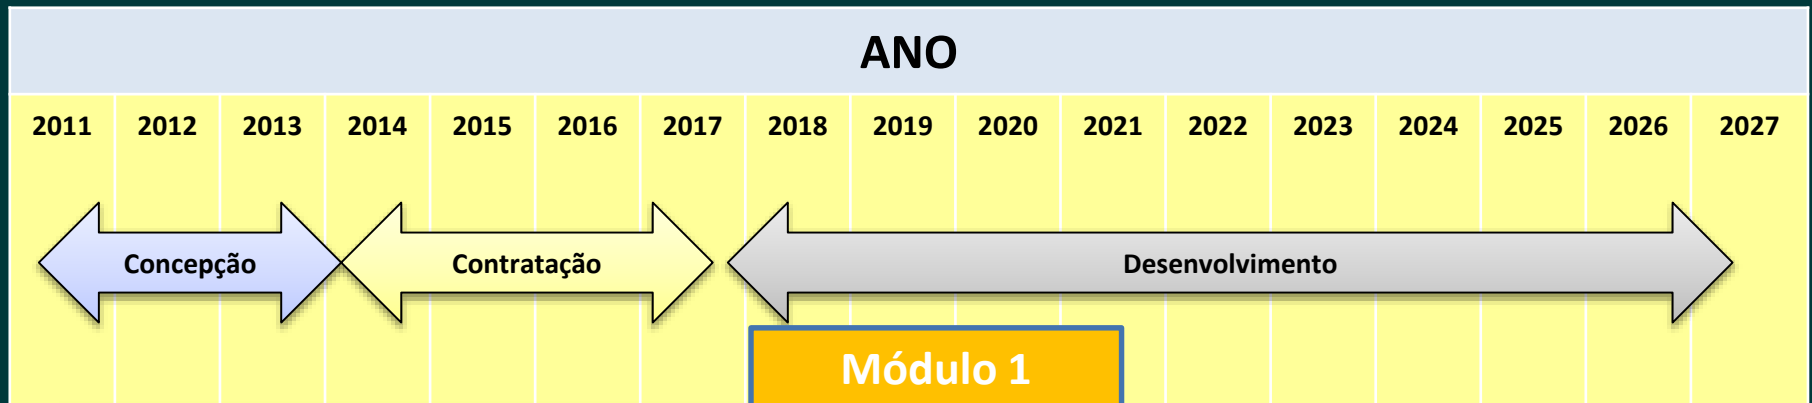 ANO
2011 2012 2013 2014 2015 2016 2017 2018 2019 2020 2021 2022 2023 2024 2025 2026 2027
Concepção Contratação Desenvolvimento
Módulo 1